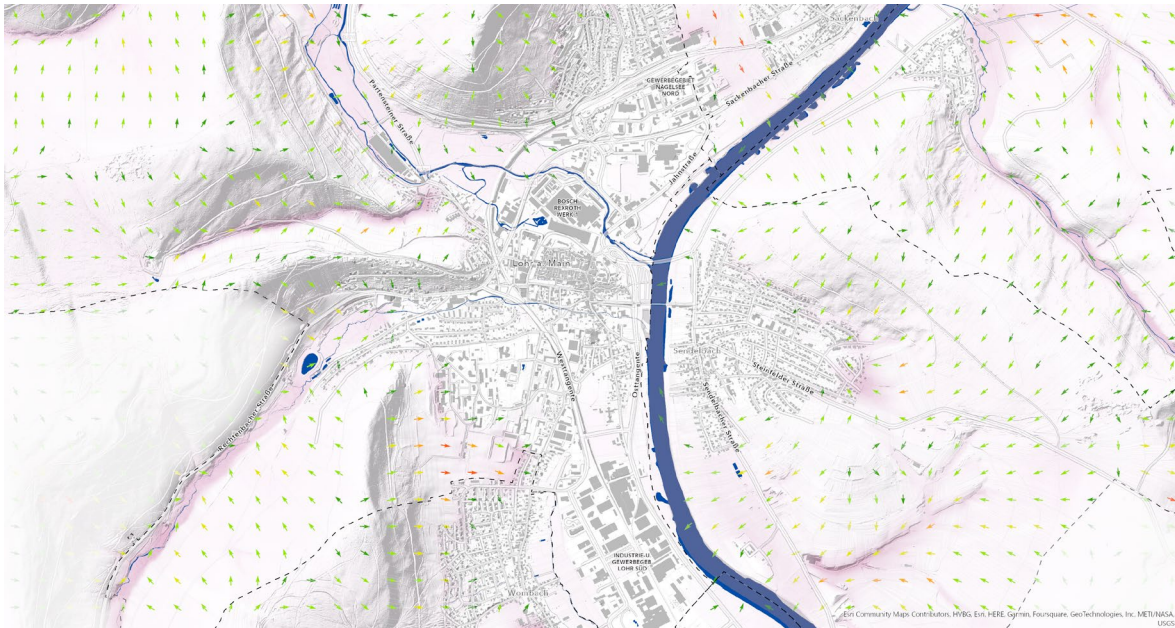 Sackenbach
GEWERBEGEBIET
NÄGELSEE
NORD
Sackenbacher Straße
Partensteiner Straße
Jahnstraße
BOSCH
REXROTH
WERK
Lohr a. Main
Sendelbach
Steinfelder Straße
Westtangente
Osttangente
Sendelbacher Straße
Rechtenbacher Straße
INDUSTRIE-U.
GEWERBEGEB.
LOHR SÜD
Wombach
Esri Community Maps Contributors, HVBG, Esri, HERE, Garmin, Foursquare, GeoTechnologies, Inc, METI/NASA,
USGS